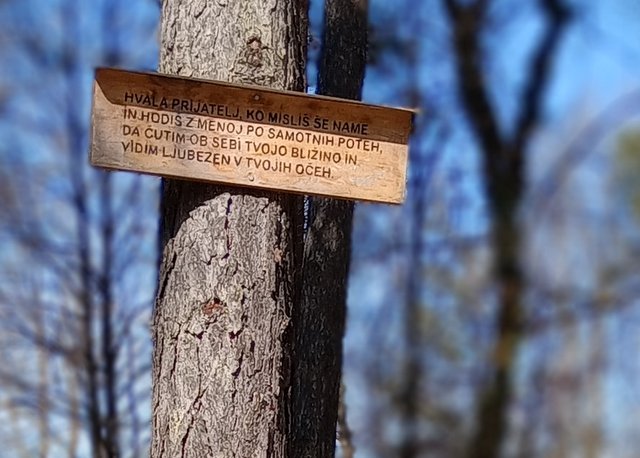 HVALA PRIJATELJ, KO MISLIŠ ŠE NAME
IN HODIŠ Z MENOJ PO SAMOTNIH POTEH,
DA ČUTIM OB SEBI TVOJO BLIŽINO IN
VIDIM LJUBEZEN V TVOJIH OČEH.